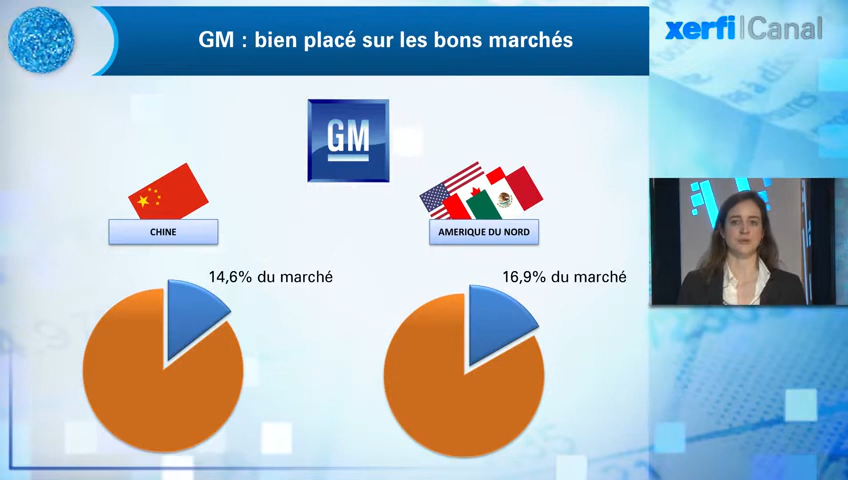 GM : bien placé sur les bons marchés
xerfi|Canal
GM
CHINE
AMERIQUE DU NORD
14,6% du marché
16,9% du marché